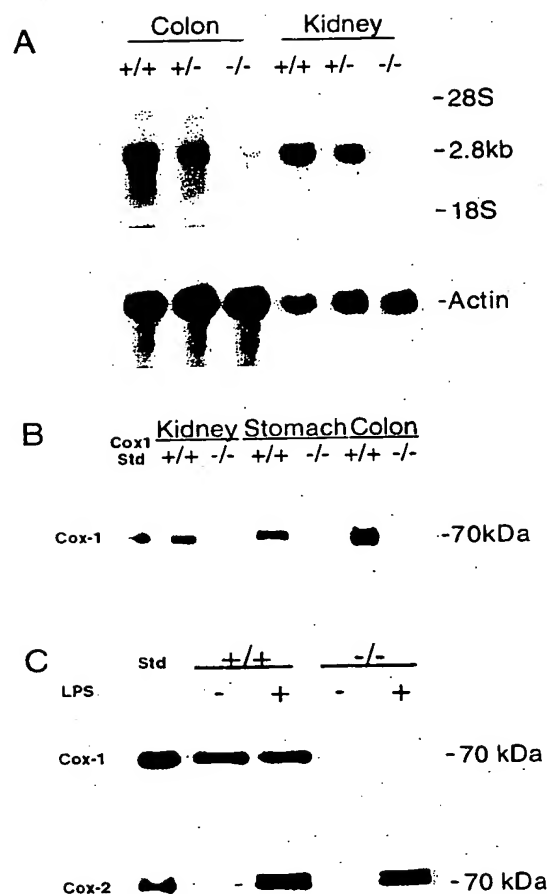 A
Colon Kidney
+/+ +/- -/- +/+ +/- -/-
-28S
-2.8kb
-18S
-Actin
B
Cox1 Kidney Stomach Colon
Std +/+ -/- +/+ -/- +/+ -/-
Cox-1 -70kDa
C
Std +/+ -/-
LPS - + - +
Cox-1 -70 kDa
Cox-2 -70 kDa